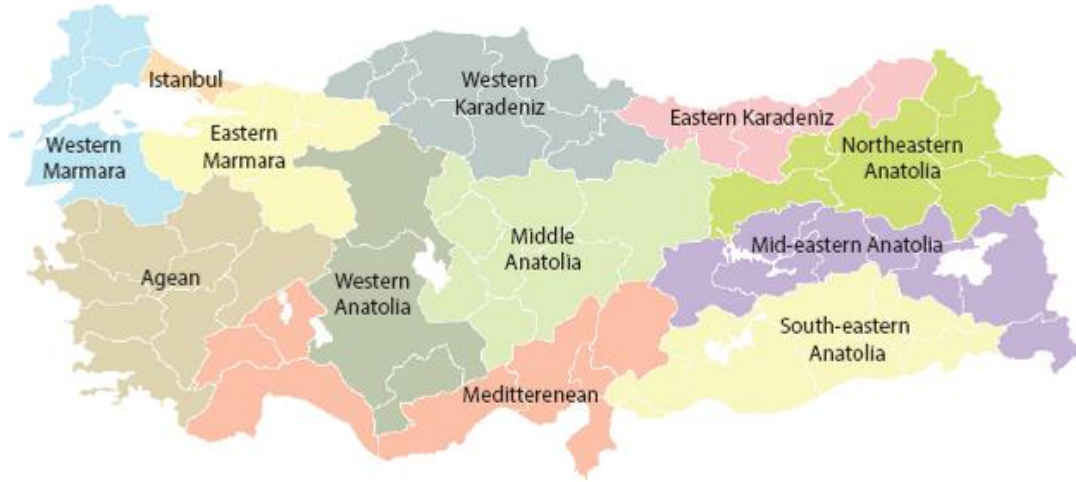 Istanbul
Western
Karadeniz
Eastern Karadeniz
Western
Marmara
Eastern
Marmara
Northeastern
Anatolia
Agean
Western
Anatolia
Middle
Anatolia
Mid-eastern Anatolia
South-eastern
Anatolia
Meditterenean